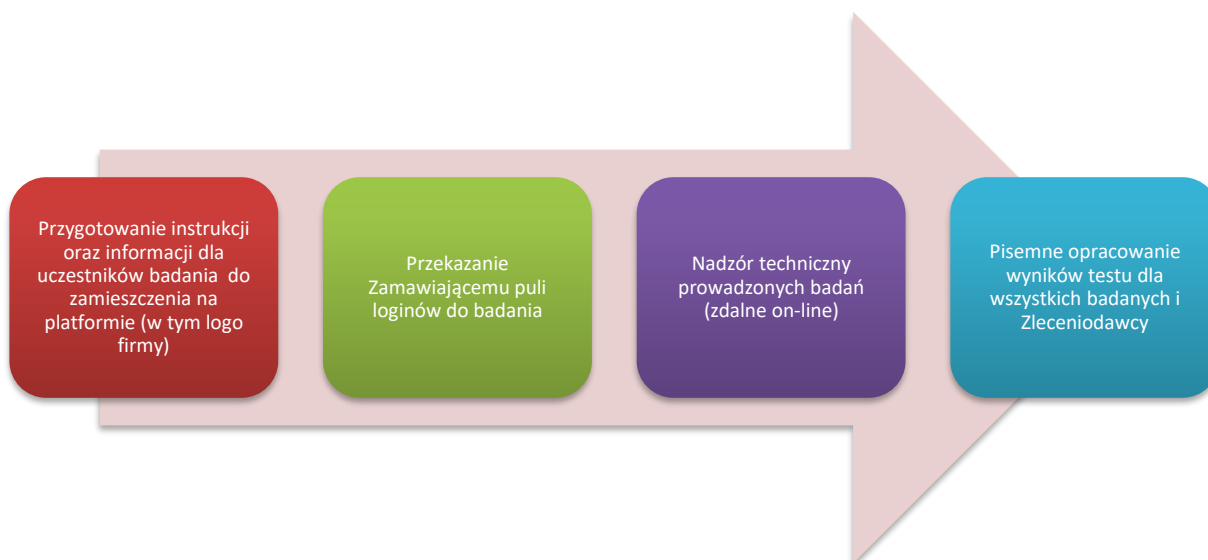 Przygotowanie instrukcji
oraz informacji dla
uczestników badania  do
zamieszczenia na
platformie (w tym logo
firmy)
Przekazanie
Zamawiającemu puli
loginów do badania
Nadzór techniczny
prowadzonych badań
(zdalne on-line)
Pisemne opracowanie
wyników testu dla
wszystkich badanych i
Zleceniodawcy